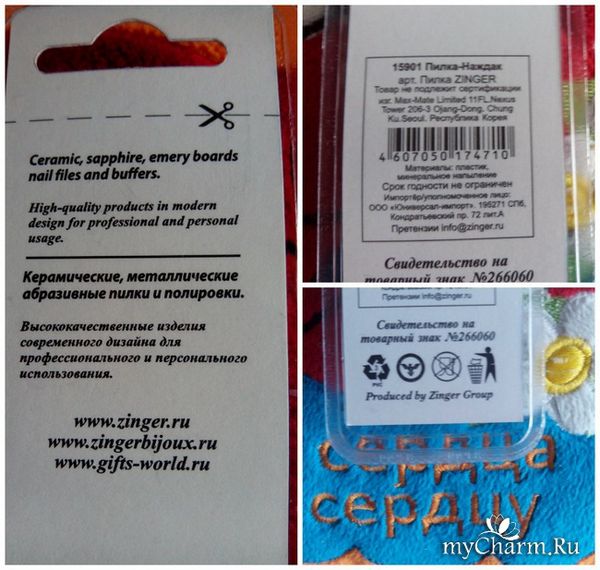 Ceramic, sapphire, emery boards
nail files and buffers.
High-quality products in modern
design for professional and personal
usage.
Керамические, металлические
абразивные пилки и полировки.
Высококачественные изделия
современного дизайна для
профессионального и персонального
использования.
www.zinger.ru
www.zingerbijoux.ru
www.gifts-world.ru
15901 Пилка-Наждак
арт. Пилка ZINGER
Товар не подлежит сертификации
изг. Max-Mate Limited 11FL,Nexus
Tower 206-3 Ojang-Dong, Chung
Ku.Seoul. Республика Корея
4 607050 174710
Материалы: пластик,
минеральное напыление
Срок годности не ограничен
Импортёр/уполномоченное лицо:
ООО «Юниверсал-импорт». 195271 СПб,
Кондратьевский пр. 72 лит.А
Претензии info@zinger.ru
Свидетельство на
товарный знак №266060
Претензии info@zinger.ru
Свидетельство на
товарный знак №266060
PVC
Produced by Zinger Group
сердца
сердцу
myCharm.Ru